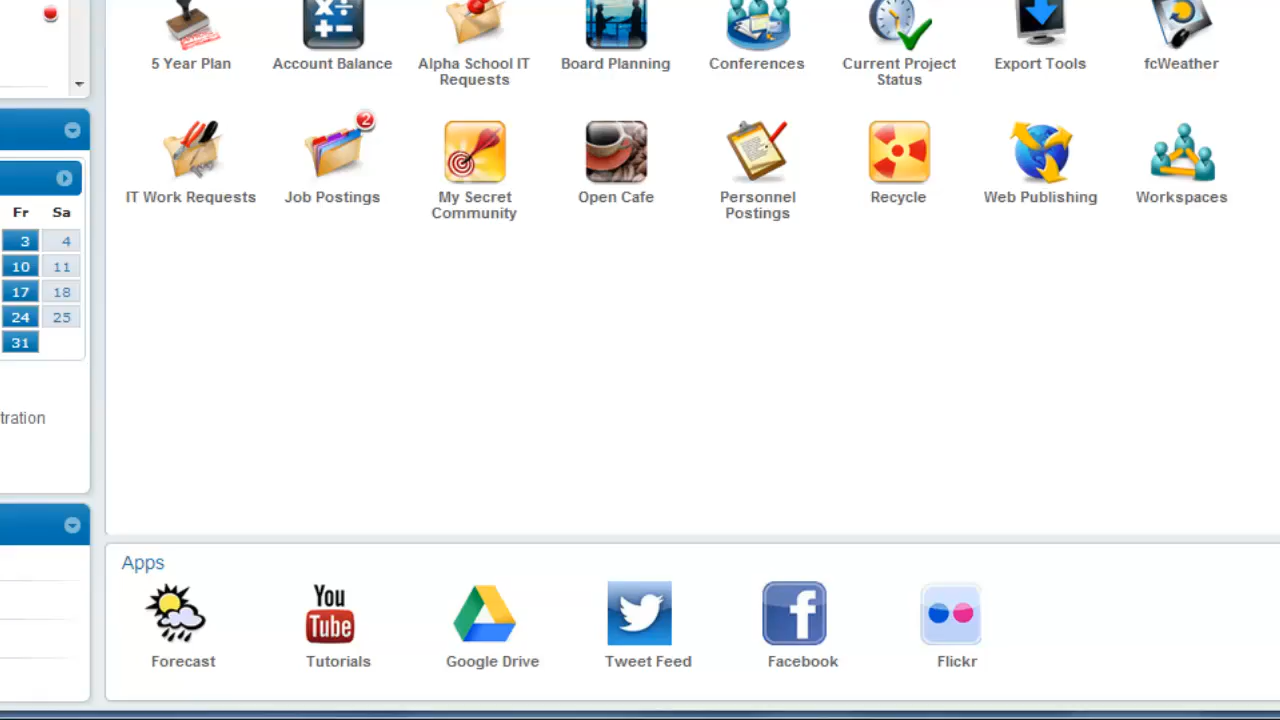 5 Year Plan
Account Balance
Alpha School IT
Requests
Board Planning
Conferences
Current Project
Status
Export Tools
fcWeather
2
IT Work Requests
Job Postings
My Secret
Community
Open Cafe
Personnel
Postings
Recycle
Web Publishing
Workspaces
Fr Sa
3 4
10 11
17 18
24 25
31
tration
Apps
You
Tube
f
Forecast
Tutorials
Google Drive
Tweet Feed
Facebook
Flickr